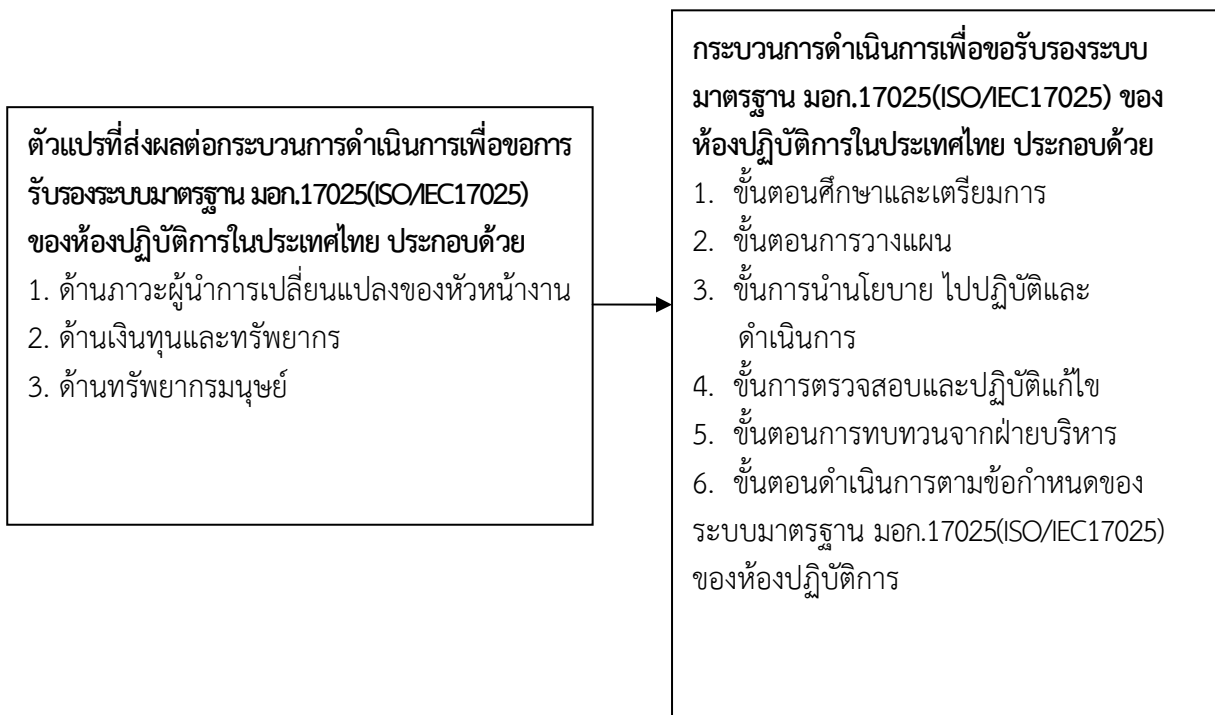 ตัวแปรที่ส่งผลต่อกระบวนการดำเนินการเพื่อขอการ
รับรองระบบมาตรฐาน มอก.17025(ISO/IEC17025)
ของห้องปฏิบัติการในประเทศไทย ประกอบด้วย
1. ด้านภาวะผู้นำการเปลี่ยนแปลงของหัวหน้างาน
2. ด้านเงินทุนและทรัพยากร
3. ด้านทรัพยากรมนุษย์
กระบวนการดำเนินการเพื่อขอรับรองระบบ
มาตรฐาน มอก.17025(ISO/IEC17025) ของ
ห้องปฏิบัติการในประเทศไทย ประกอบด้วย
1. ขั้นตอนศึกษาและเตรียมการ
2. ขั้นตอนการวางแผน
3. ขั้นการนำนโยบาย ไปปฏิบัติและ
ดำเนินการ
4. ขั้นการตรวจสอบและปฏิบัติแก้ไข
5. ขั้นตอนการทบทวนจากฝ่ายบริหาร
6. ขั้นตอนดำเนินการตามข้อกำหนดของ
ระบบมาตรฐาน มอก.17025(ISO/IEC17025)
ของห้องปฏิบัติการ